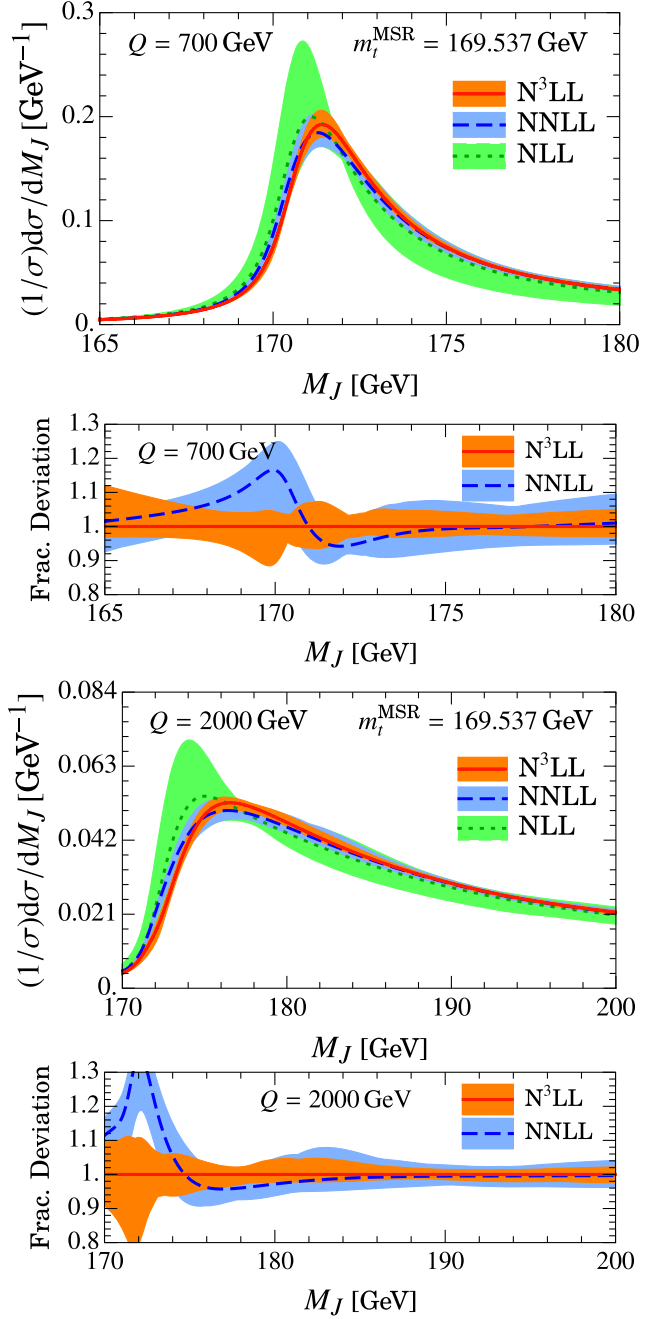 Q = 700 GeV m_t^MSR = 169.537 GeV
N³LL
NNLL
NLL
(1/σ)dσ/dM_J [GeV⁻¹]
0.3
0.2
0.1
0.
165 170 175 180
M_J [GeV]
Q = 700 GeV
N³LL
NNLL
Frac. Deviation
1.3
1.2
1.1
1.
0.9
0.8
165 170 175 180
M_J [GeV]
Q = 2000 GeV m_t^MSR = 169.537 GeV
N³LL
NNLL
NLL
(1/σ)dσ/dM_J [GeV⁻¹]
0.084
0.063
0.042
0.021
0.
170 180 190 200
M_J [GeV]
Q = 2000 GeV
N³LL
NNLL
Frac. Deviation
1.3
1.2
1.1
1.
0.9
0.8
170 180 190 200
M_J [GeV]